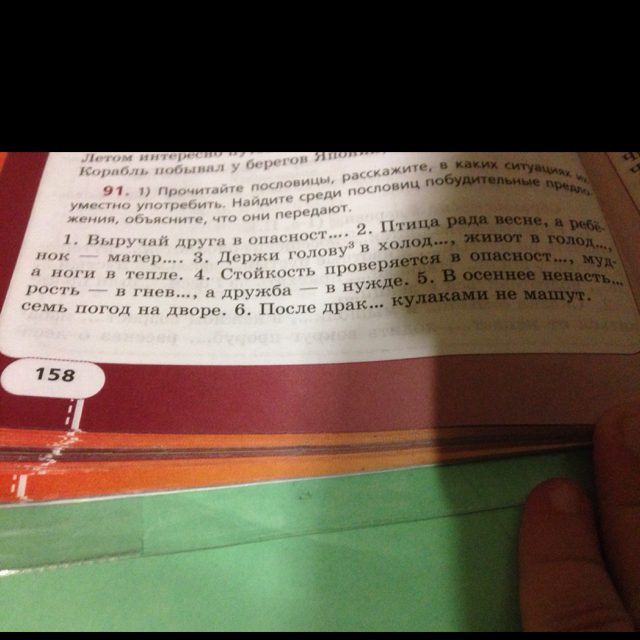 Летом интересно
Корабль побывал у берегов Японии,
91. 1) Прочитайте пословицы, расскажите, в каких ситуациях их
уместно употребить. Найдите среди пословиц побудительные предло-
жения, объясните, что они передают.
1. Выручай друга в опасност.... 2. Птица рада весне, а ребё-
нок — матер.... 3. Держи голову³ в холод..., живот в голод...,
а ноги в тепле. 4. Стойкость проверяется в опасност..., муд-
рость — в гнев..., а дружба — в нужде. 5. В осеннее ненасть...
семь погод на дворе. 6. После драк... кулаками не машут.
158